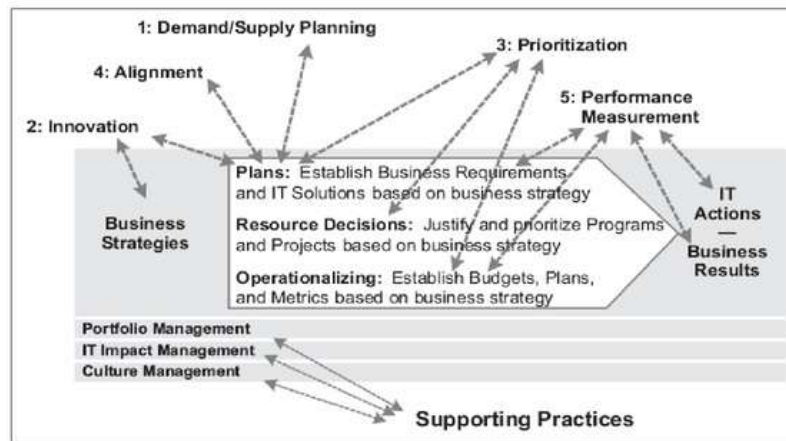 1: Demand/Supply Planning
3: Prioritization
4: Alignment
5: Performance
Measurement
2: Innovation
Plans: Establish Business Requirements
and IT Solutions based on business strategy
Business
Strategies
Resource Decisions: Justify and prioritize Programs
and Projects based on business strategy
Operationalizing: Establish Budgets, Plans,
and Metrics based on business strategy
IT
Actions
—
Business
Results
Portfolio Management
IT Impact Management
Culture Management
Supporting Practices